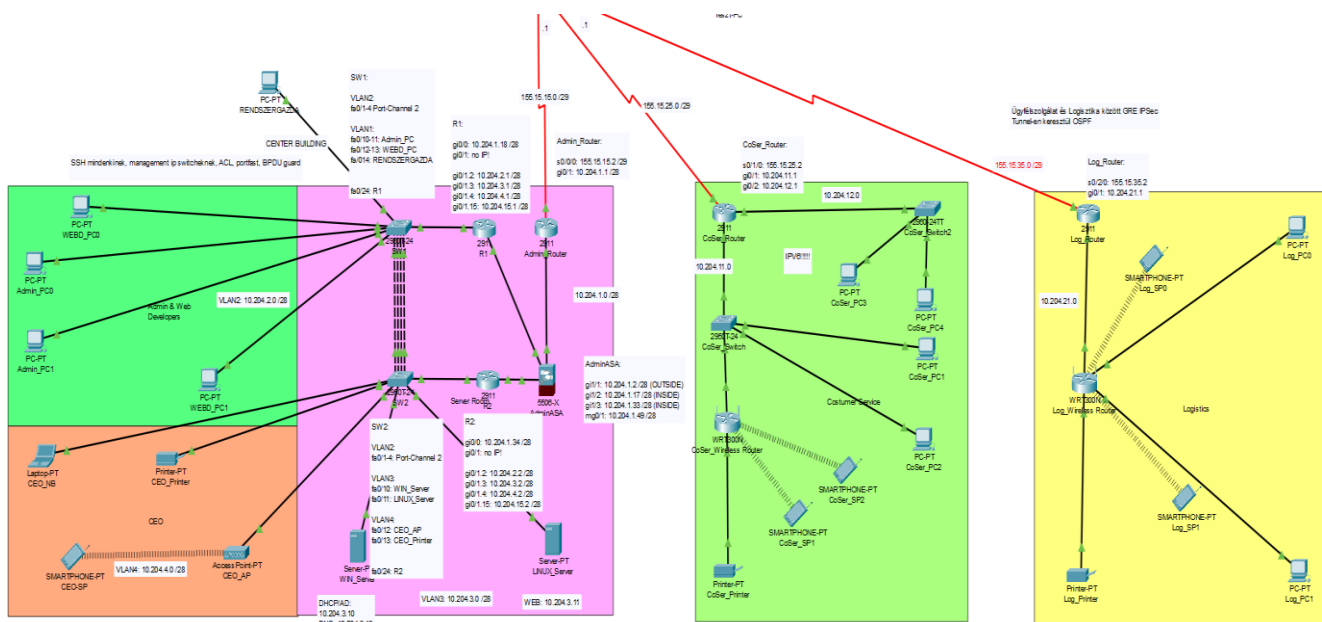 .1
.1
PC-PT
RENDSZERGAZDA
CENTER BUILDING
SSH mindenkinek, management ip switcheknek, ACL, portfast, BPDU guard
SW1:
VLAN2:
fa0/1-4 Port-Channel 2
VLAN1:
fa0/10-11: Admin_PC
fa0/12-13: WEBD_PC
fa/014: RENDSZERGAZDA
fa0/24: R1
R1:
gi0/0: 10.204.1.18 /28
gi0/1: no IP!
gi0/1.2: 10.204.2.1 /28
gi0/1.3: 10.204.3.1 /28
gi0/1.4: 10.204.4.1 /28
gi0/1.15: 10.204.15.1 /28
155.15.15.0 /29
Admin_Router:
s0/0/0: 155.15.15.2 /29
gi0/1: 10.204.1.1 /28
155.15.25.0 /29
CoSer_Router:
s0/1/0: 155.15.25.2
gi0/1: 10.204.11.1
gi0/2: 10.204.12.1
Ügyfélszolgálat és Logisztika között GRE IPSec
Tunnel-en keresztül OSPF
155.15.35.0 /29
Log_Router:
s0/2/0: 155.15.35.2
gi0/1: 10.204.21.1
PC-PT
WEBD_PC0
PC-PT
Admin_PC0
PC-PT
Admin_PC1
PC-PT
WEBD_PC1
VLAN2: 10.204.2.0 /28
Admin & Web
Developers
SW1
R1
2911
Admin_Router
10.204.1.0 /28
SW2
2911
R2
Server Room
5506-X
AdminASA
AdminASA:
gi1/1: 10.204.1.2 /28 (OUTSIDE)
gi1/2: 10.204.1.17 /28 (INSIDE)
gi1/3: 10.204.1.33 /28 (INSIDE)
mg0/1: 10.204.1.49 /28
SW2:
VLAN2:
fa0/1-4: Port-Channel 2
VLAN3:
fa0/10: WIN_Server
fa0/11: LINUX_Server
VLAN4:
fa0/12: CEO_AP
fa0/13: CEO_Printer
fa0/24: R2
R2:
gi0/0: 10.204.1.34 /28
gi0/1: no IP!
gi0/1.2: 10.204.2.2 /28
gi0/1.3: 10.204.3.2 /28
gi0/1.4: 10.204.4.2 /28
gi0/1.15: 10.204.15.2 /28
Laptop-PT
CEO_NB
Printer-PT
CEO_Printer
CEO
SMARTPHONE-PT
CEO-SP
VLAN4: 10.204.4.0 /28
Access Point-PT
CEO_AP
WIN_Server
Server-PT
LINUX_Server
DHCP/AD:
10.204.3.10
VLAN3: 10.204.3.0 /28
WEB: 10.204.3.11
2911
CoSer_Router
10.204.12.0
2960-24TT
CoSer_Switch2
10.204.11.0
IPV6!!!!
PC-PT
CoSer_PC3
PC-PT
CoSer_PC4
CoSer_Switch
PC-PT
CoSer_PC1
Costumer Service
WRT300N
CoSer_Wireless Router
PC-PT
CoSer_PC2
SMARTPHONE-PT
CoSer_SP2
SMARTPHONE-PT
CoSer_SP1
Printer-PT
CoSer_Printer
2911
Log_Router
PC-PT
Log_PC0
SMARTPHONE-PT
Log_SP0
10.204.21.0
WRT300N
Log_Wireless Router
Logistics
SMARTPHONE-PT
Log_SP1
Printer-PT
Log_Printer
PC-PT
Log_PC1